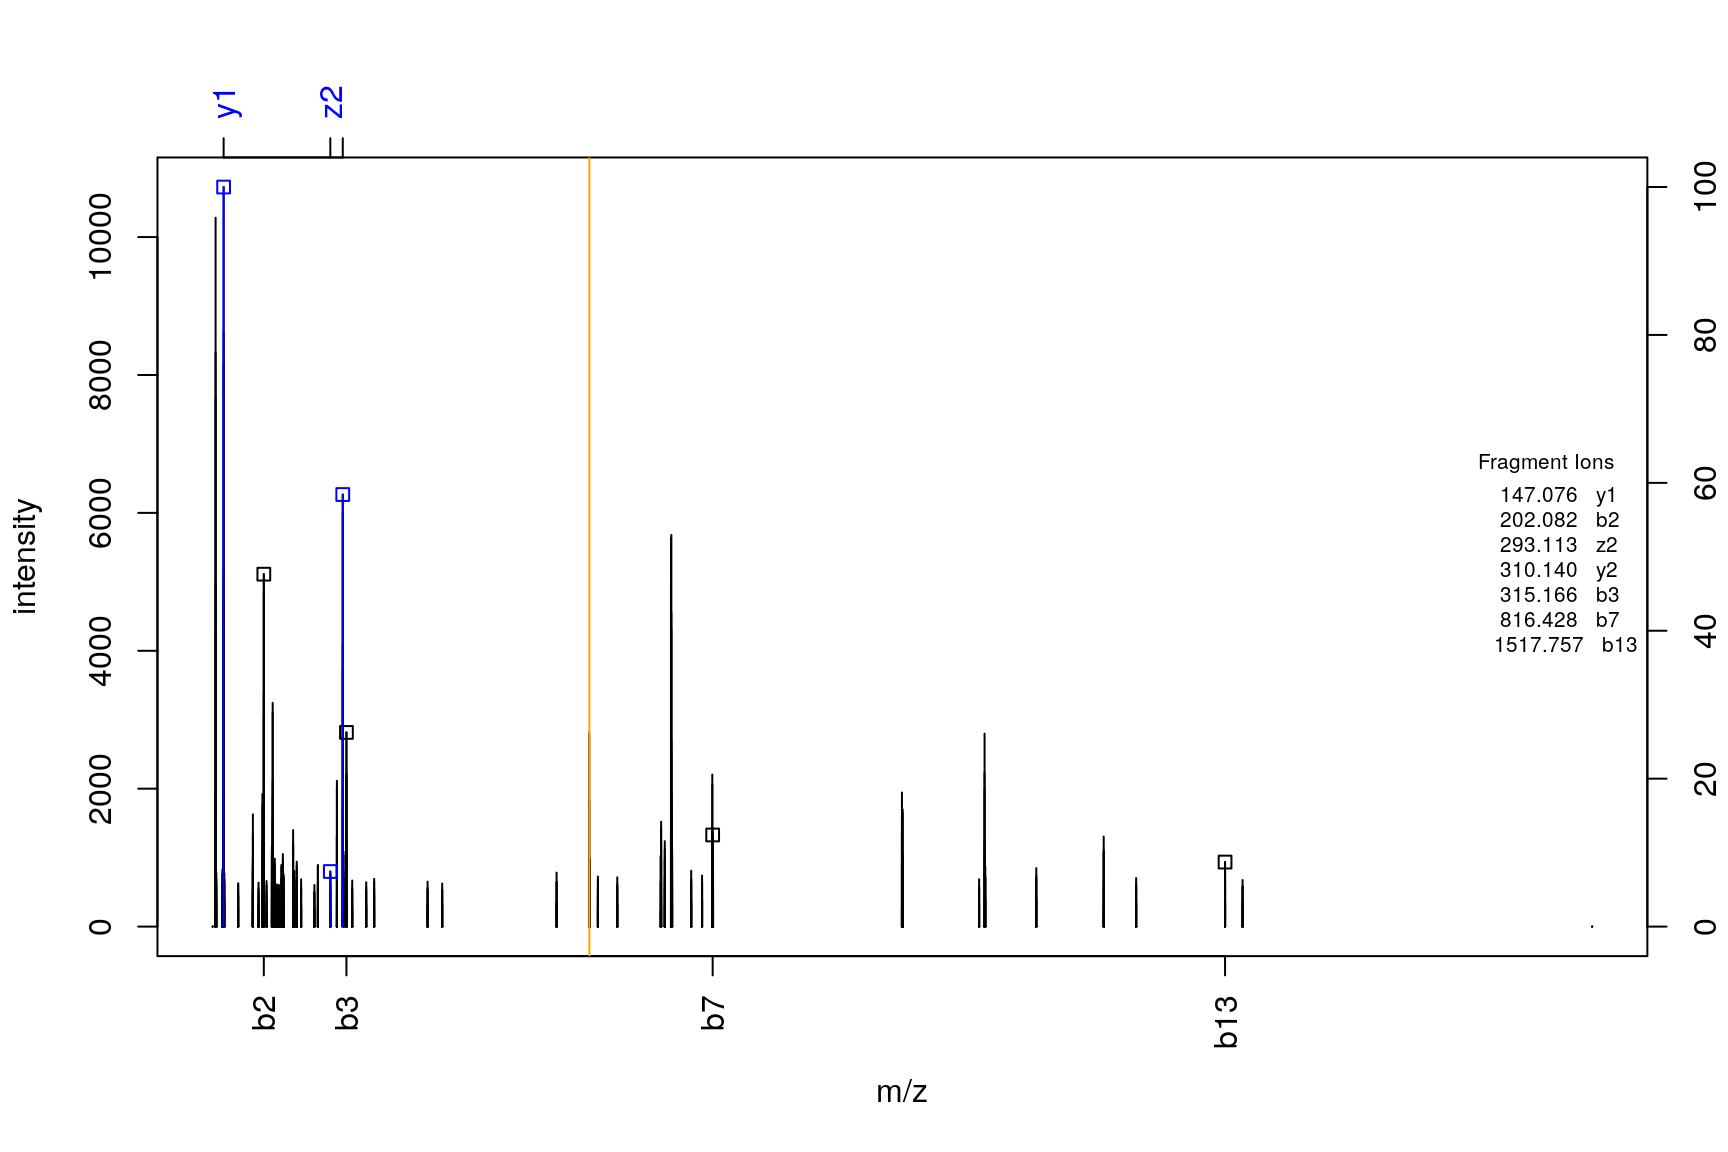 y1 z2
10000
8000
6000
4000
2000
0
intensity
100
80
60
40
20
0
Fragment Ions
147.076 y1
202.082 b2
293.113 z2
310.140 y2
315.166 b3
816.428 b7
1517.757 b13
b2 b3 b7 b13
m/z